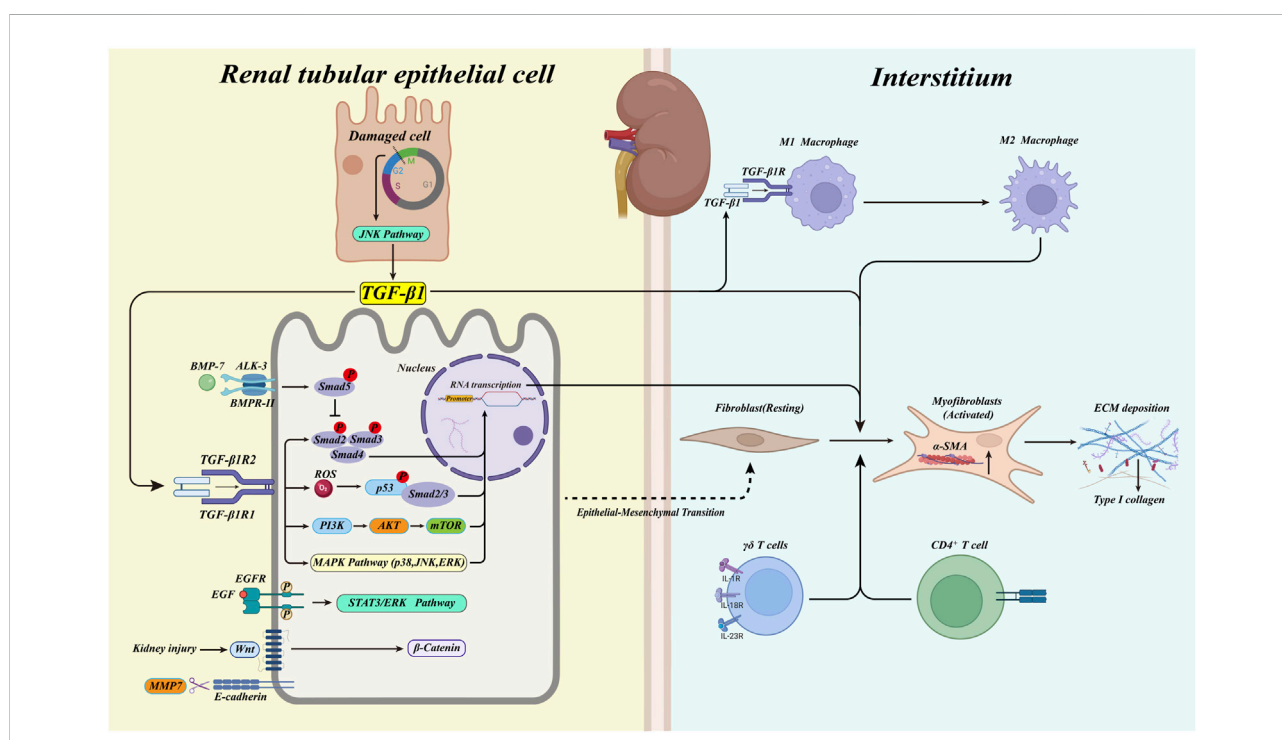 Renal tubular epithelial cell
Interstitium
Damaged cell
M
G2
G1
S
JNK Pathway
TGF-β1
M1 Macrophage
M2 Macrophage
TGF-β1R
TGF-β1
BMP-7
ALK-3
BMPR-II
Smad5
P
Nucleus
RNA transcription
Promoter
P
P
Smad2
Smad3
Smad4
TGF-β1R2
TGF-β1R1
ROS
O₂
P
p53
Smad2/3
PI3K
AKT
mTOR
MAPK Pathway (p38,JNK,ERK)
EGFR
EGF
P
P
STAT3/ERK Pathway
Kidney injury
Wnt
β-Catenin
MMP7
E-cadherin
Fibroblast(Resting)
Epithelial-Mesenchymal Transition
Myofibroblasts
(Activated)
α-SMA
ECM deposition
Type I collagen
γδ T cells
IL-1R
IL-18R
IL-23R
CD4⁺ T cell